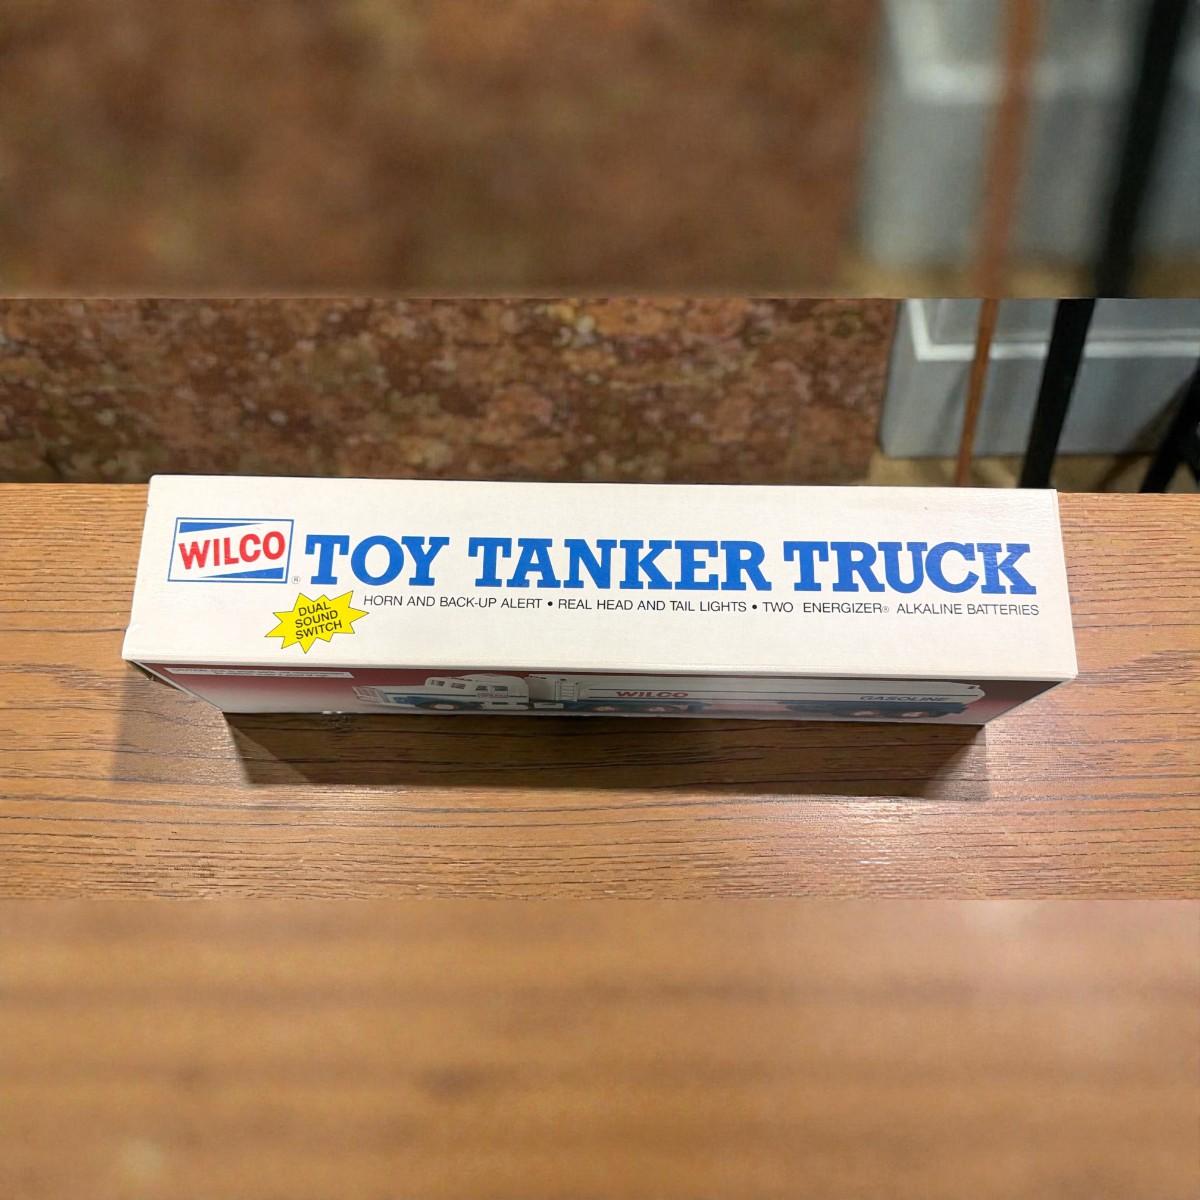 WILCO
®
TOY TANKER TRUCK
DUAL
SOUND
SWITCH
HORN AND BACK-UP ALERT • REAL HEAD AND TAIL LIGHTS • TWO ENERGIZER® ALKALINE BATTERIES
WILCO
GASOLINE